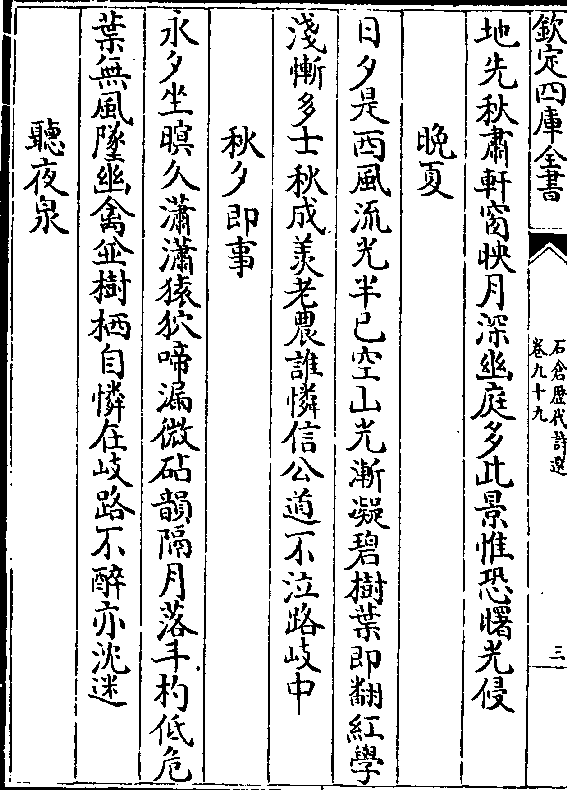 欽定四庫全書
石倉歴代詩選
卷九十九
三
地先秋肅軒窗映月深幽庭多此景惟恐曙光侵
晚夏
日夕是西風流光半已空山光漸凝碧樹葉即翻紅學
淺慚多士秋成羡老農誰憐信公道不泣路岐中
秋夕即事
永夕坐暝久瀟瀟猿狖啼漏微砧韻隔月落斗杓低危
葉無風墜幽禽並樹栖自憐在岐路不醉亦沈迷
聽夜泉